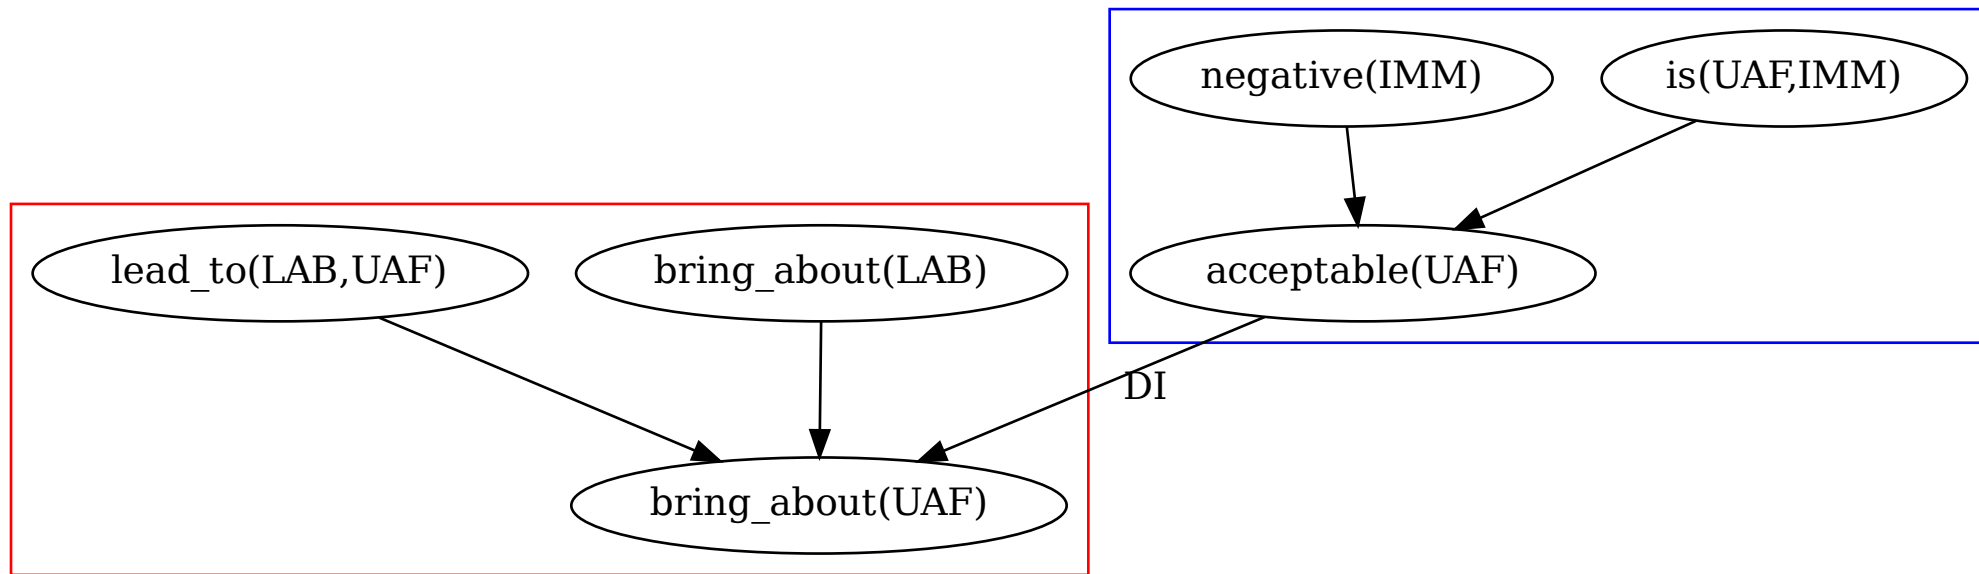 negative(IMM)
is(UAF,IMM)
lead_to(LAB,UAF)
bring_about(LAB)
acceptable(UAF)
DI
bring_about(UAF)